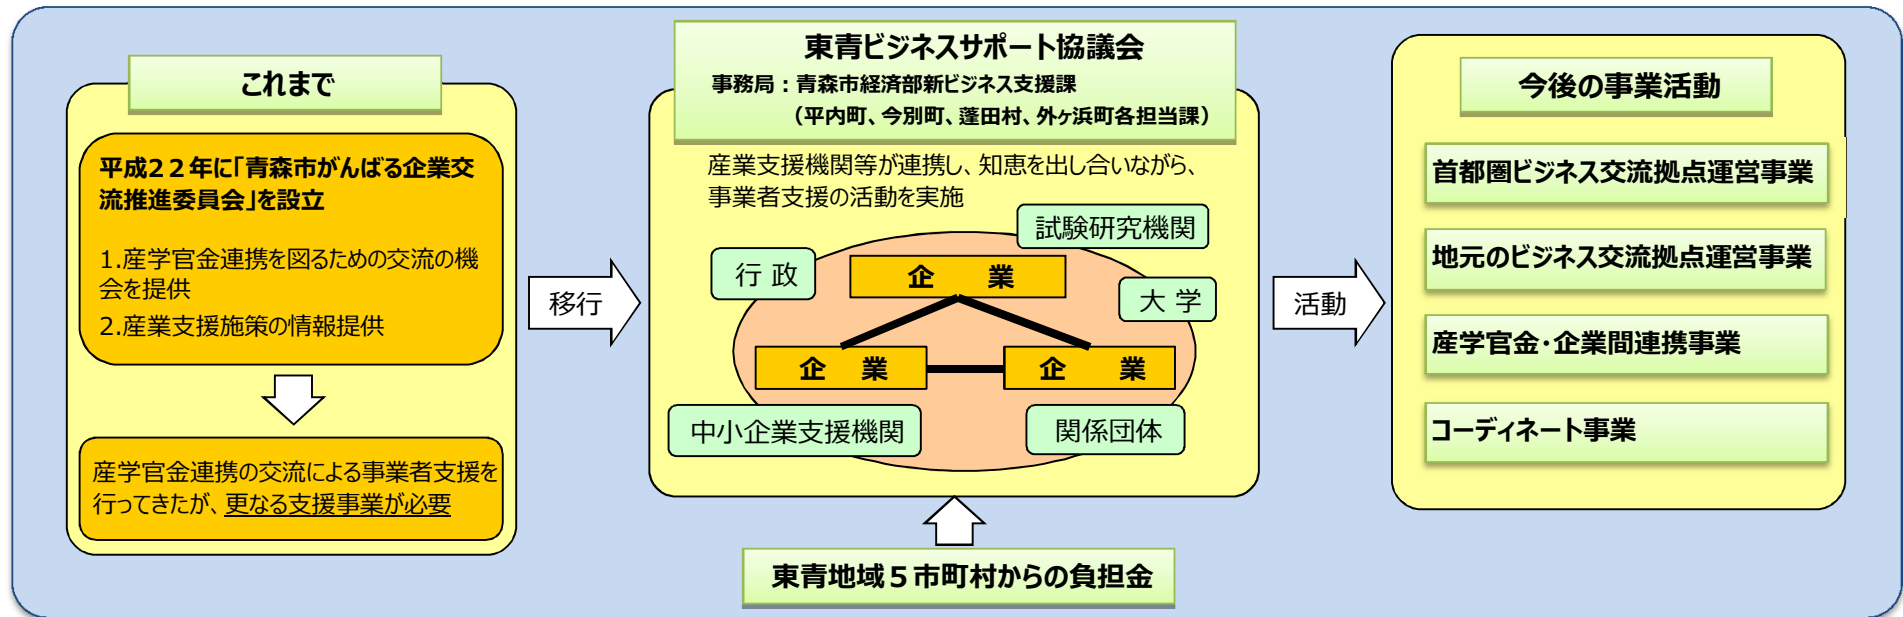 これまで
平成２２年に「青森市がんばる企業交
流推進委員会」を設立
1.産学官金連携を図るための交流の機
会を提供
2.産業支援施策の情報提供
産学官金連携の交流による事業者支援を
行ってきたが、更なる支援事業が必要
移行
東青ビジネスサポート協議会
事務局：青森市経済部新ビジネス支援課
（平内町、今別町、蓬田村、外ヶ浜町各担当課）
産業支援機関等が連携し、知恵を出し合いながら、
事業者支援の活動を実施
試験研究機関
行 政
企　業
大 学
企　業
企　業
中小企業支援機関
関係団体
東青地域５市町村からの負担金
活動
今後の事業活動
首都圏ビジネス交流拠点運営事業
地元のビジネス交流拠点運営事業
産学官金・企業間連携事業
コーディネート事業